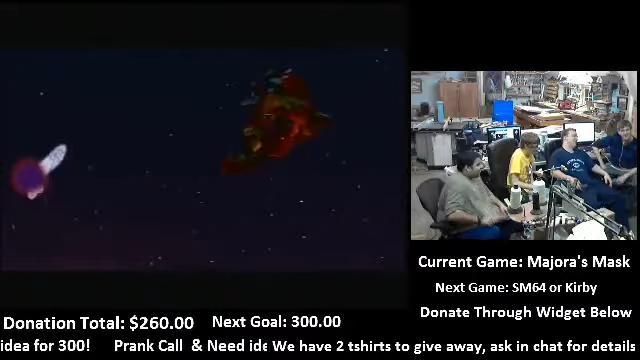 Current Game: Majora's Mask
Next Game: SM64 or Kirby
Donate Through Widget Below
Donation Total: $260.00 Next Goal: 300.00
idea for 300! Prank Call & Need ide We have 2 tshirts to give away, ask in chat for details